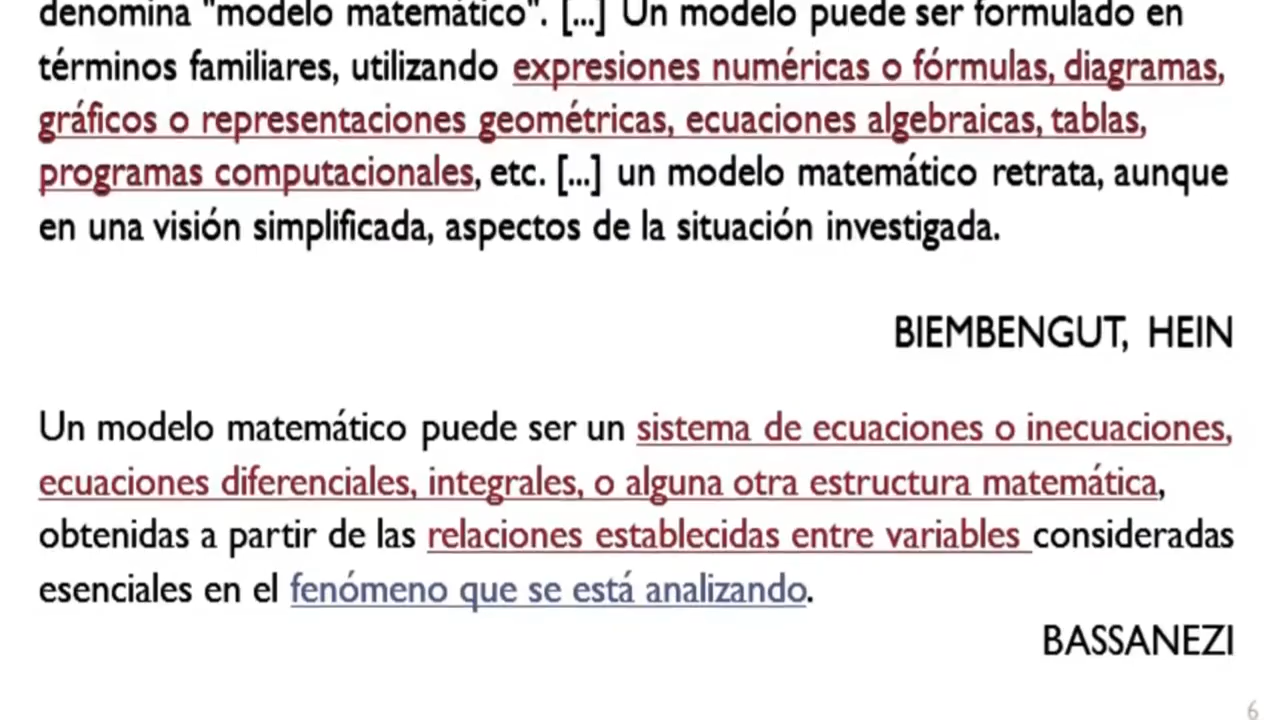 denomina "modelo matemático". [...] Un modelo puede ser formulado en
términos familiares, utilizando expresiones numéricas o fórmulas, diagramas,
gráficos o representaciones geométricas, ecuaciones algebraicas, tablas,
programas computacionales, etc. [...] un modelo matemático retrata, aunque
en una visión simplificada, aspectos de la situación investigada.
BIEMBENGUT, HEIN
Un modelo matemático puede ser un sistema de ecuaciones o inecuaciones,
ecuaciones diferenciales, integrales, o alguna otra estructura matemática,
obtenidas a partir de las relaciones establecidas entre variables consideradas
esenciales en el fenómeno que se está analizando.
BASSANEZI
6